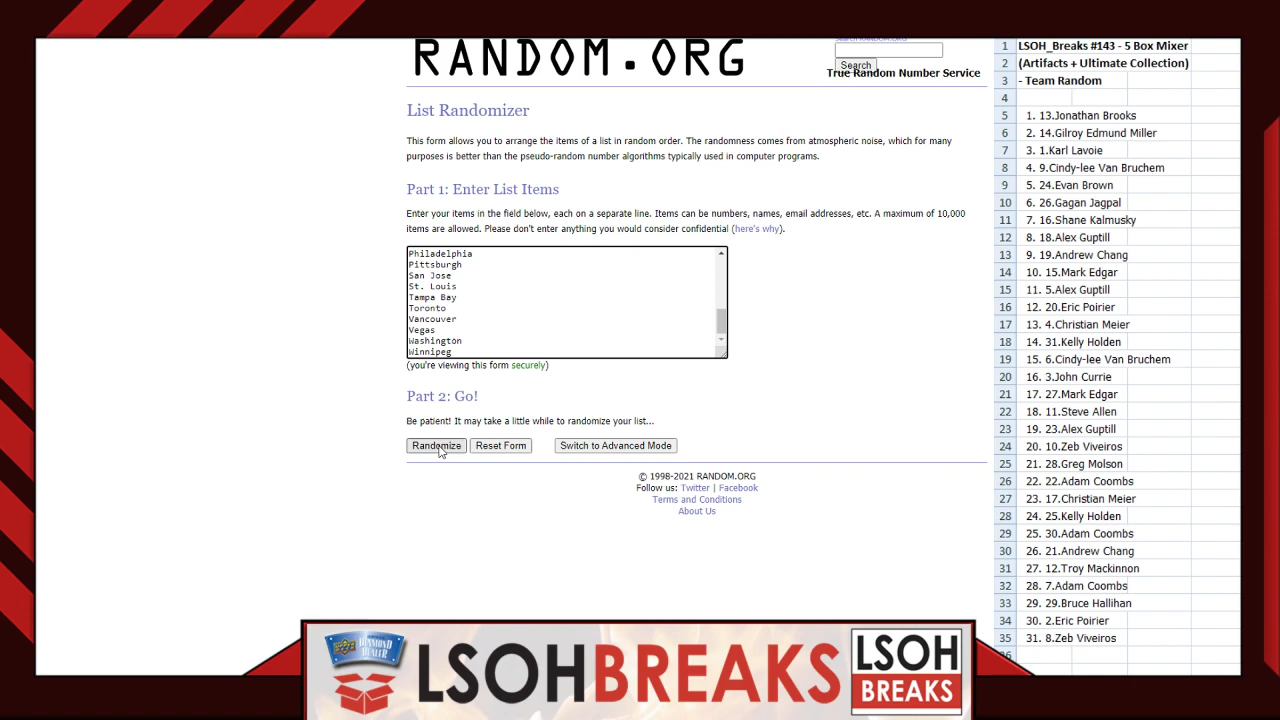 RANDOM.ORG
Search RANDOM.ORG
Search
True Random Number Service
List Randomizer
This form allows you to arrange the items of a list in random order. The randomness comes from atmospheric noise, which for many
purposes is better than the pseudo-random number algorithms typically used in computer programs.
Part 1: Enter List Items
Enter your items in the field below, each on a separate line. Items can be numbers, names, email addresses, etc. A maximum of 10,000
items are allowed. Please don't enter anything you would consider confidential (here's why).
Philadelphia
Pittsburgh
San Jose
St. Louis
Tampa Bay
Toronto
Vancouver
Vegas
Washington
Winnipeg
(you're viewing this form securely)
Part 2: Go!
Be patient! It may take a little while to randomize your list...
Randomize Reset Form Switch to Advanced Mode
© 1998-2021 RANDOM.ORG
Follow us: Twitter | Facebook
Terms and Conditions
About Us
1 LSOH_Breaks #143 - 5 Box Mixer
2 (Artifacts + Ultimate Collection)
3 - Team Random
4
5 1. 13.Jonathan Brooks
6 2. 14.Gilroy Edmund Miller
7 3. 1.Karl Lavoie
8 4. 9.Cindy-lee Van Bruchem
9 5. 24.Evan Brown
10 6. 26.Gagan Jagpal
11 7. 16.Shane Kalmusky
12 8. 18.Alex Guptill
13 9. 19.Andrew Chang
14 10. 15.Mark Edgar
15 11. 5.Alex Guptill
16 12. 20.Eric Poirier
17 13. 4.Christian Meier
18 14. 31.Kelly Holden
19 15. 6.Cindy-lee Van Bruchem
20 16. 3.John Currie
21 17. 27.Mark Edgar
22 18. 11.Steve Allen
23 19. 23.Alex Guptill
24 20. 10.Zeb Viveiros
25 21. 28.Greg Molson
26 22. 22.Adam Coombs
27 23. 17.Christian Meier
28 24. 25.Kelly Holden
29 25. 30.Adam Coombs
30 26. 21.Andrew Chang
31 27. 12.Troy Mackinnon
32 28. 7.Adam Coombs
33 29. 29.Bruce Hallihan
34 30. 2.Eric Poirier
35 31. 8.Zeb Viveiros
36
DIAMOND
DEALER
LSOHBREAKS
LSOH
BREAKS